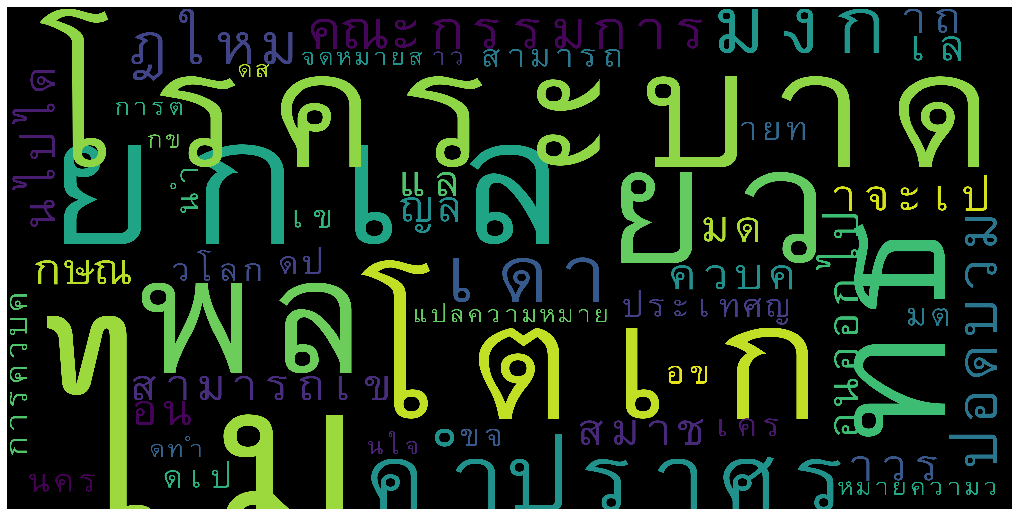 ฎใหม
คณะกรรมการ
มงก
าถ
เล
ดส
จดหมายส าว
สามารถ
โรคระบาด
นไปได
การต
กข
ายท
ยกเล
นำ
แล
ญล
เข
ยว
มด
าจะเป
กษณ
วโลก
ดป
เดา
ควบค
ประเทศญ
แปลความหมาย
มต
อนออกไป
ปอดบวม
ทธ
การควบค
พล
โตเก
ไม
สามารถเข
อน
อข
ดทำ
นใจ
ขจ
สมาช
เคร
นคร
ดเป
คำปราศร
าวร
หมายความว